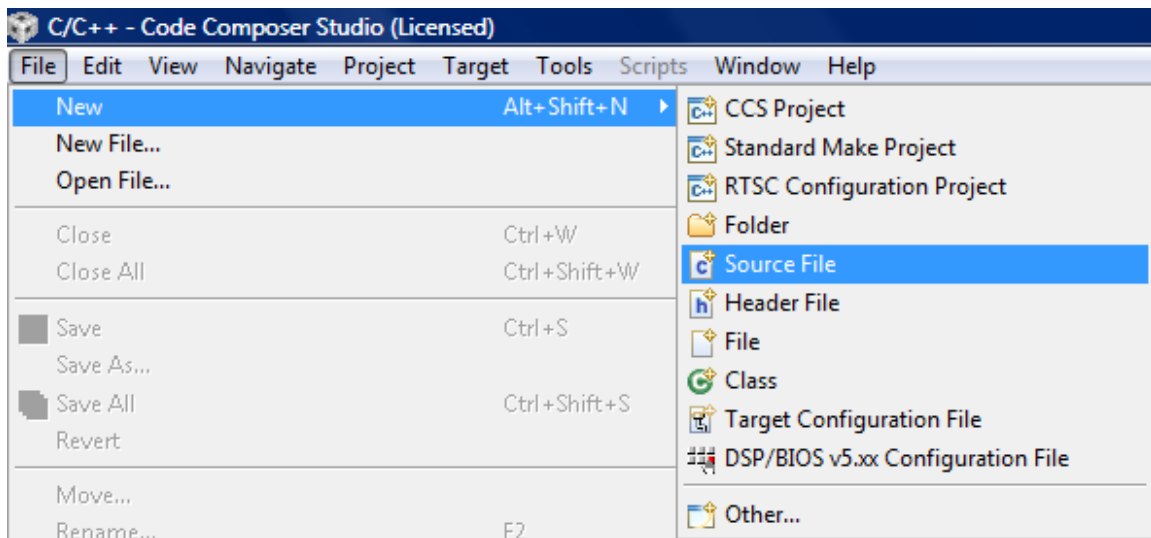 C/C++ - Code Composer Studio (Licensed)
File Edit View Navigate Project Target Tools Scripts Window Help
New Alt+Shift+N
New File...
Open File...
Close Ctrl+W
Close All Ctrl+Shift+W
Save Ctrl+S
Save As...
Save All Ctrl+Shift+S
Revert
Move...
Rename... F2
CCS Project
Standard Make Project
RTSC Configuration Project
Folder
Source File
Header File
File
Class
Target Configuration File
DSP/BIOS v5.xx Configuration File
Other...